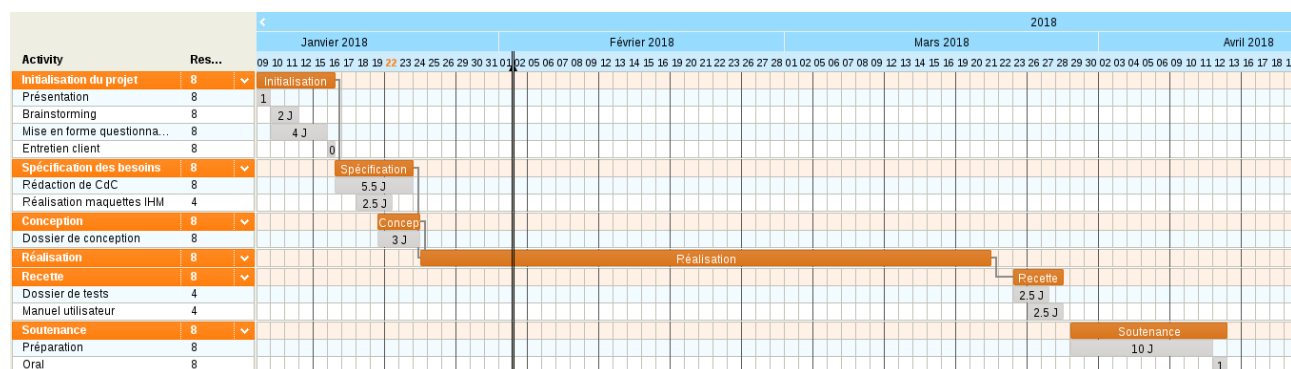 2018
Janvier 2018 Février 2018 Mars 2018 Avril 2018
Activity Res... 09 10 11 12 15 16 17 18 19 22 23 24 25 26 29 30 31 01 02 05 06 07 08 09 12 13 14 15 16 19 20 21 22 23 26 27 28 01 02 05 06 07 08 09 12 13 14 15 16 19 20 21 22 23 26 27 28 29 30 02 03 04 05 06 09 10 11 12 13 16 17 18 1
Initialisation du projet 8 Initialisation
Présentation 8 1
Brainstorming 8 2 J
Mise en forme questionna... 8 4 J
Entretien client 8 0
Spécification des besoins 8 Spécification
Rédaction de CdC 8 5.5 J
Réalisation maquettes IHM 4 2.5 J
Conception 8 Concep
Dossier de conception 8 3 J
Réalisation 8 Réalisation
Recette 8 Recette
Dossier de tests 4 2.5 J
Manuel utilisateur 4 2.5 J
Soutenance 8 Soutenance
Préparation 8 10 J
Oral 8 1